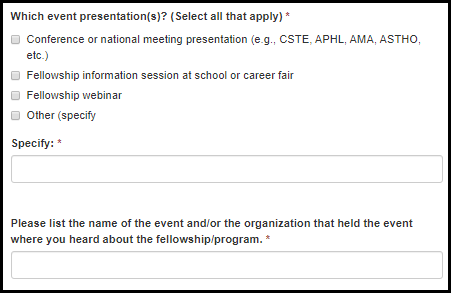 Which event presentation(s)? (Select all that apply) *
Conference or national meeting presentation (e.g., CSTE, APHL, AMA, ASTHO,
etc.)
Fellowship information session at school or career fair
Fellowship webinar
Other (specify
Specify: *
Please list the name of the event and/or the organization that held the event
where you heard about the fellowship/program. *